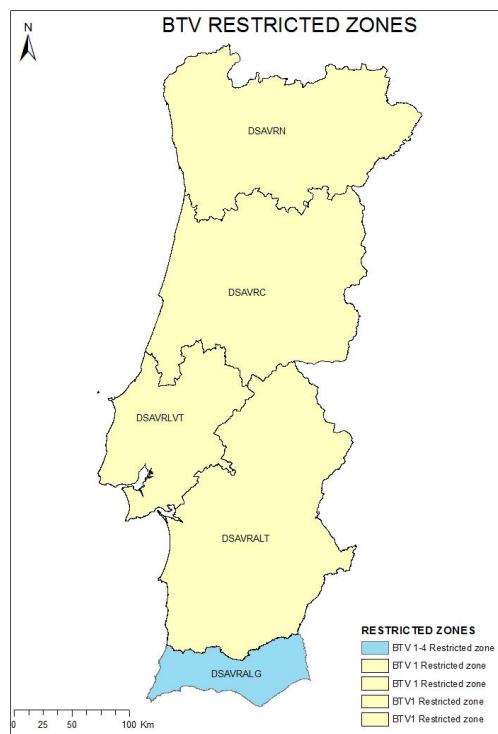 BTV RESTRICTED ZONES
N
DSAVRN
DSAVRC
DSAVRLVT
DSAVRALT
DSAVRALG
RESTRICTED ZONES
BTV 1-4 Restricted zone
BTV 1 Restricted zone
BTV 1 Restricted zone
BTV1 Restricted zone
BTV1 Restricted zone
0 25 50 100 Km